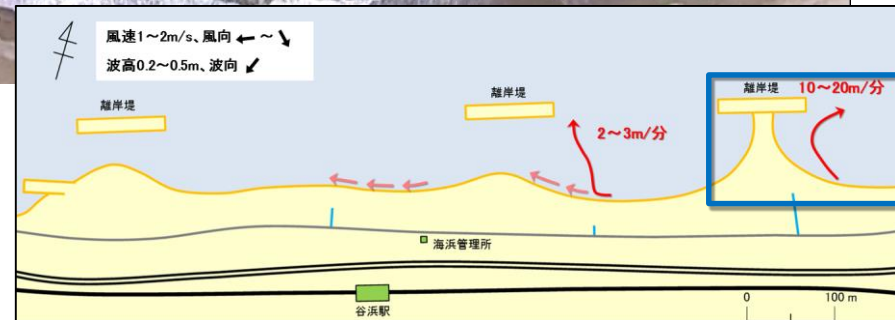 風速1～2m/s、風向 ← ～ ↘
波高0.2～0.5m、波向 ↙
離岸堤
離岸堤
離岸堤
10～20m/分
2～3m/分
海浜管理所
谷浜駅
0
100 m